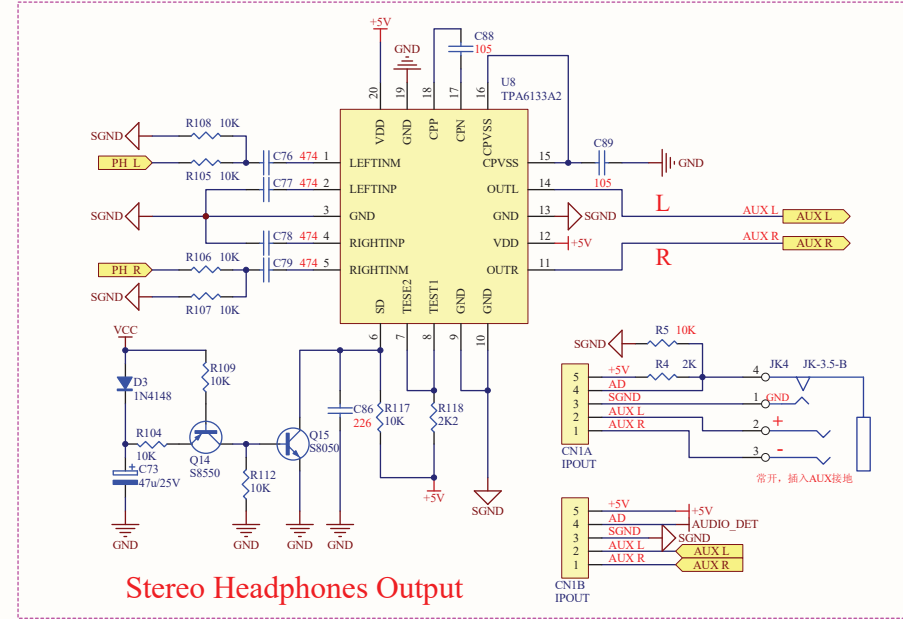 +5V
GND
C88
105
U8
TPA6133A2
20
19
18
17
16
VDD
GND
CPP
CPN
CPVSS
SGND
R108 10K
PH L
R105 10K
C76 474 1 LEFTINM
C77 474 2 LEFTINP
SGND
3 GND
C78 474 4 RIGHTINP
C79 474 5 RIGHTINM
PH R
R106 10K
SGND
R107 10K
CPVSS 15
C89
105
GND
OUTL 14
L
AUX L
AUX L
GND 13
SGND
VDD 12
+5V
OUTR 11
R
AUX R
AUX R
SD
TESE2
TEST1
GND
GND
6
7
8
9
10
VCC
D3
1N4148
R109
10K
R104
10K
C73
47u/25V
+
Q14
S8550
R112
10K
Q15
S8050
C86
226
R117
10K
R118
2K2
+5V
SGND
GND
GND
GND
GND
SGND
R5 10K
R4 2K
JK4 JK-3.5-B
5 +5V
4 AD
3 SGND
2 AUX L
1 AUX R
CN1A
IPOUT
4
1 GND
2 +
3 -
常开，插入AUX接地
5 +5V
4 AD
3 SGND
2 AUX L
1 AUX R
+5V
AUDIO_DET
SGND
AUX L
AUX R
CN1B
IPOUT
Stereo Headphones Output